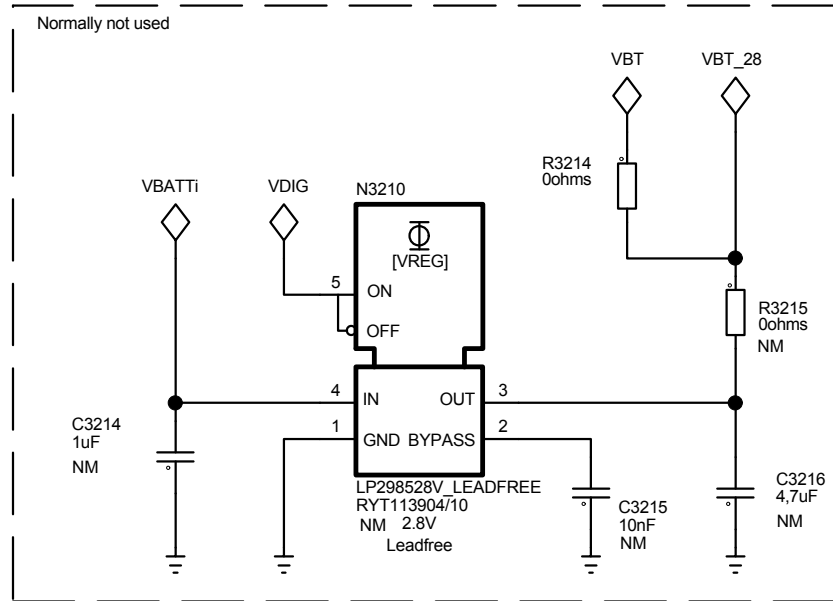 Normally not used
VBT
VBT_28
R3214
0ohms
VBATTi
VDIG
N3210
[VREG]
5
ON
OFF
R3215
0ohms
NM
4
IN
OUT
3
1
GND
BYPASS
2
C3214
1uF
NM
LP298528V_LEADFREE
RYT113904/10
NM 2.8V
Leadfree
C3215
10nF
NM
C3216
4,7uF
NM